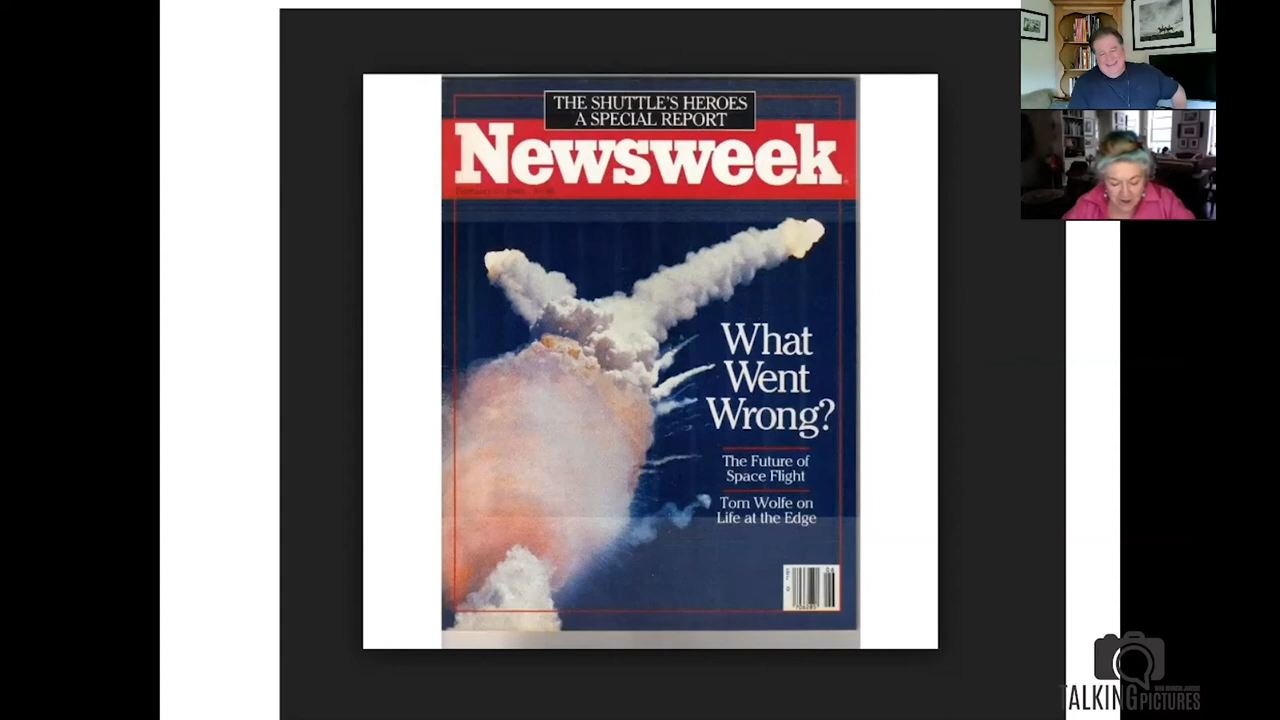 THE SHUTTLE'S HEROES
A SPECIAL REPORT
Newsweek
What
Went
Wrong?
The Future of
Space Flight
Tom Wolfe on
Life at the Edge
TALKING
PICTURES